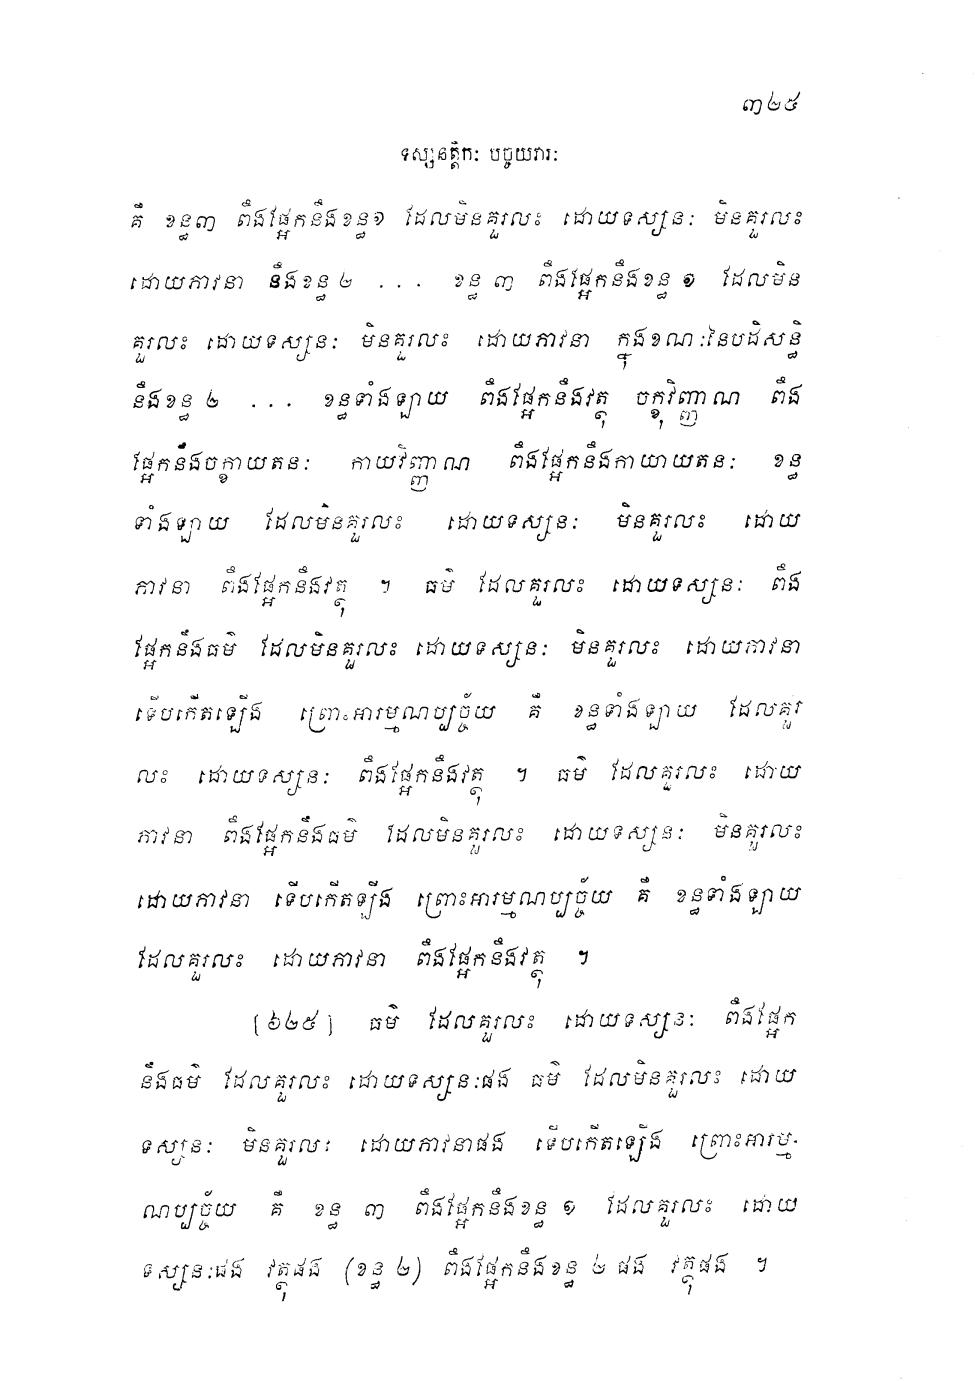 ៣២៥
ទស្សនត្តិកៈ បច្ចយវារៈ
គឺ ខន្ធ៣ ពឹងផ្អែកនឹងខន្ធ១ ដែលមិនគួរលះ ដោយទស្សនៈ មិនគួរលះ
ដោយភាវនា នឹងខន្ធ ២ ... ខន្ធ ៣ ពឹងផ្អែកនឹងខន្ធ ១ ដែលមិន
គួរលះ ដោយទស្សនៈ មិនគួរលះ ដោយភាវនា ក្នុងខណៈនៃបដិសន្ធិ
នឹងខន្ធ ២ ... ខន្ធទាំងឡាយ ពឹងផ្អែកនឹងវត្ថុ ចក្ខុវិញ្ញាណ ពឹង
ផ្អែកនឹងចក្ខាយតនៈ កាយវិញ្ញាណ ពឹងផ្អែកនឹងកាយាយតនៈ ខន្ធ
ទាំងឡាយ ដែលមិនគួរលះ ដោយទស្សនៈ មិនគួរលះ ដោយ
ភាវនា ពឹងផ្អែកនឹងវត្ថុ ។ ធម៌ ដែលគួរលះ ដោយទស្សនៈ ពឹង
ផ្អែកនឹងធម៌ ដែលមិនគួរលះ ដោយទស្សនៈ មិនគួរលះ ដោយភាវនា
ទើបកើតឡើង ព្រោះអារម្មណប្បច្ច័យ គឺ ខន្ធទាំងឡាយ ដែលគួរ
លះ ដោយទស្សនៈ ពឹងផ្អែកនឹងវត្ថុ ។ ធម៌ ដែលគួរលះ ដោយ
ភាវនា ពឹងផ្អែកនឹងធម៌ ដែលមិនគួរលះ ដោយទស្សនៈ មិនគួរលះ
ដោយភាវនា ទើបកើតឡើង ព្រោះអារម្មណប្បច្ច័យ គឺ ខន្ធទាំងឡាយ
ដែលគួរលះ ដោយភាវនា ពឹងផ្អែកនឹងវត្ថុ ។
[៦២៥] ធម៌ ដែលគួរលះ ដោយទស្សនៈ ពឹងផ្អែក
នឹងធម៌ ដែលគួរលះ ដោយទស្សនៈផង ធម៌ ដែលមិនគួរលះ ដោយ
ទស្សនៈ មិនគួរលះ ដោយភាវនាផង ទើបកើតឡើង ព្រោះអារម្ម-
ណប្បច្ច័យ គឺ ខន្ធ ៣ ពឹងផ្អែកនឹងខន្ធ ១ ដែលគួរលះ ដោយ
ទស្សនៈផង វត្ថុផង (ខន្ធ ២) ពឹងផ្អែកនឹងខន្ធ ២ ផង វត្ថុផង ។